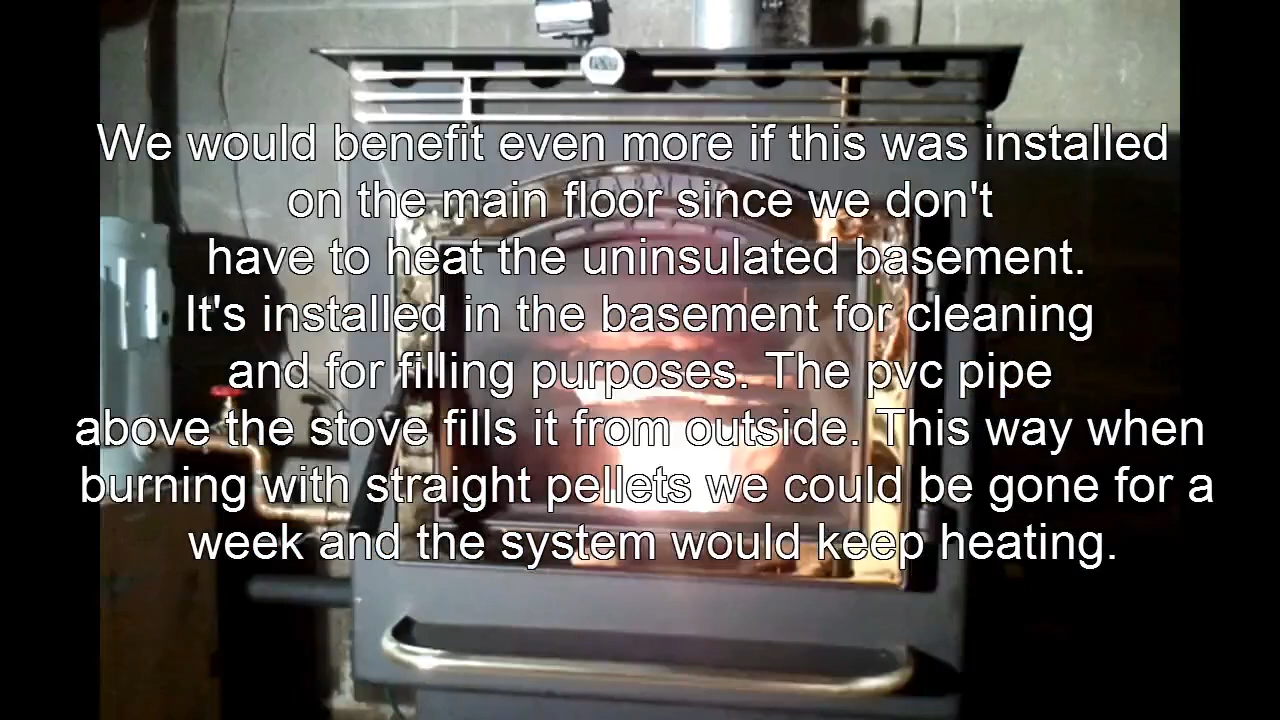 We would benefit even more if this was installed
on the main floor since we don't
have to heat the uninsulated basement.
It's installed in the basement for cleaning
and for filling purposes. The pvc pipe
above the stove fills it from outside. This way when
burning with straight pellets we could be gone for a
week and the system would keep heating.